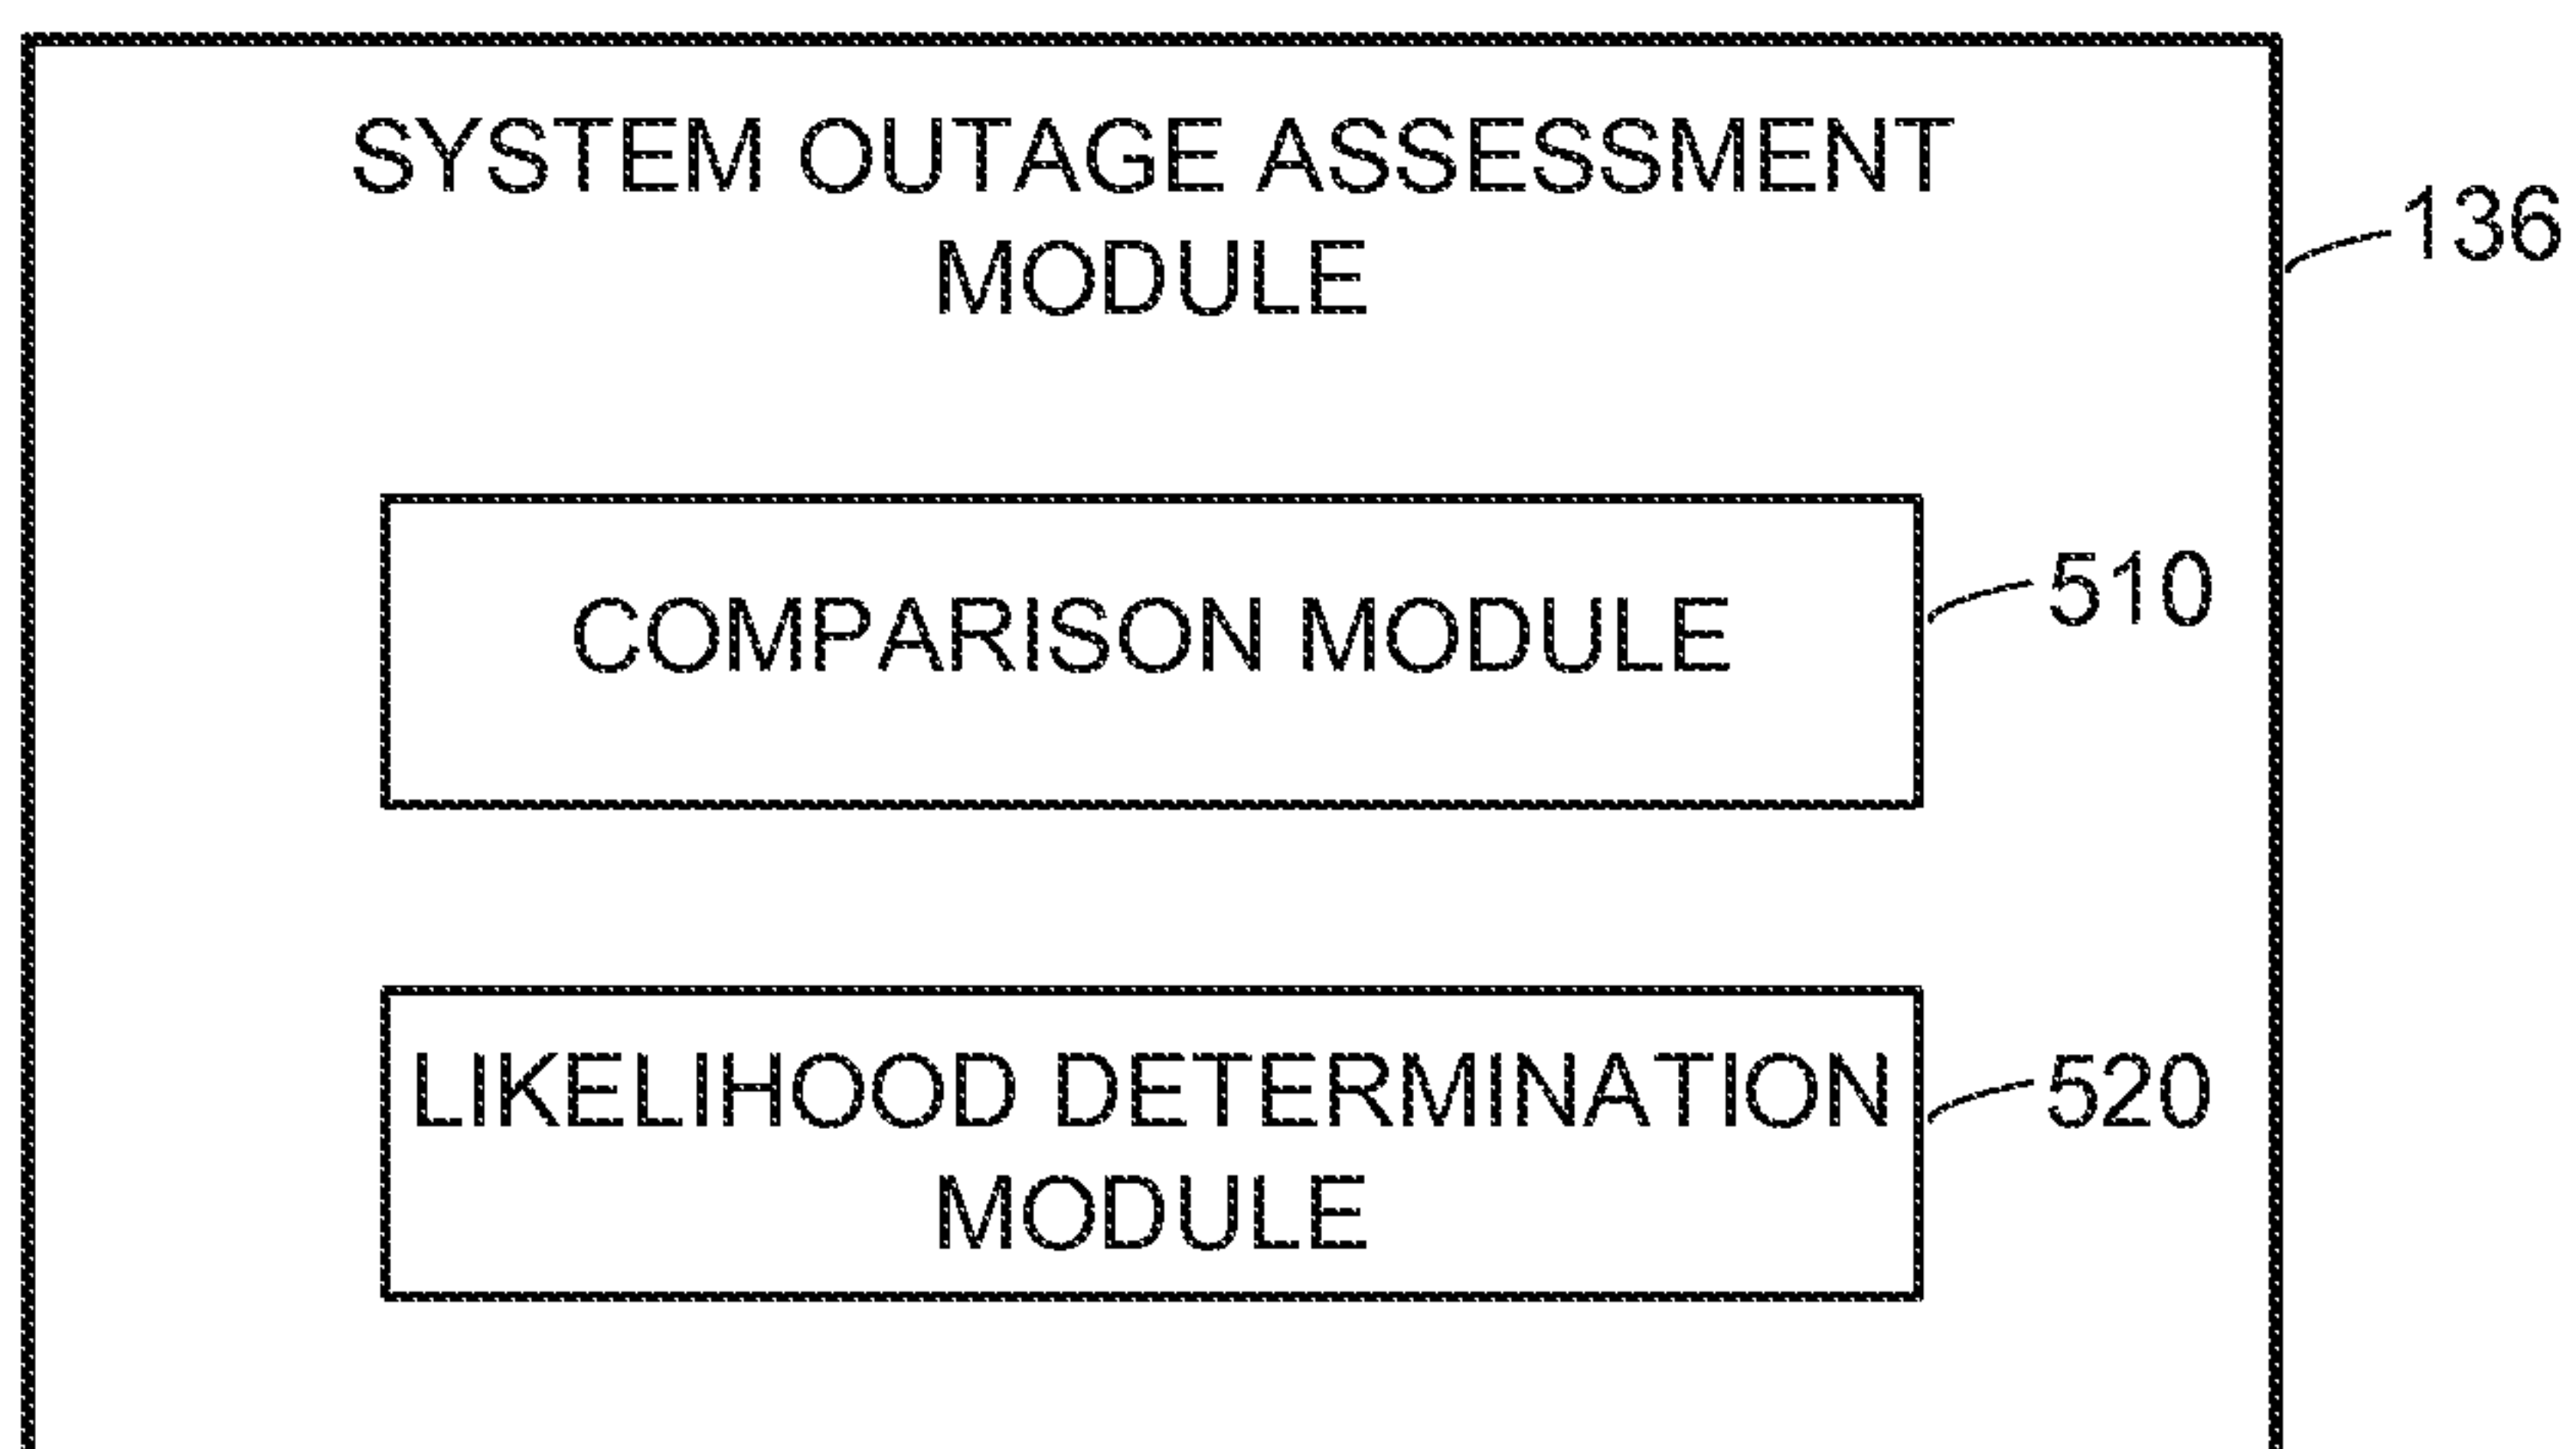 SYSTEM OUTAGE ASSESSMENT
MODULE
136
COMPARISON MODULE
510
LIKELIHOOD DETERMINATION
MODULE
520